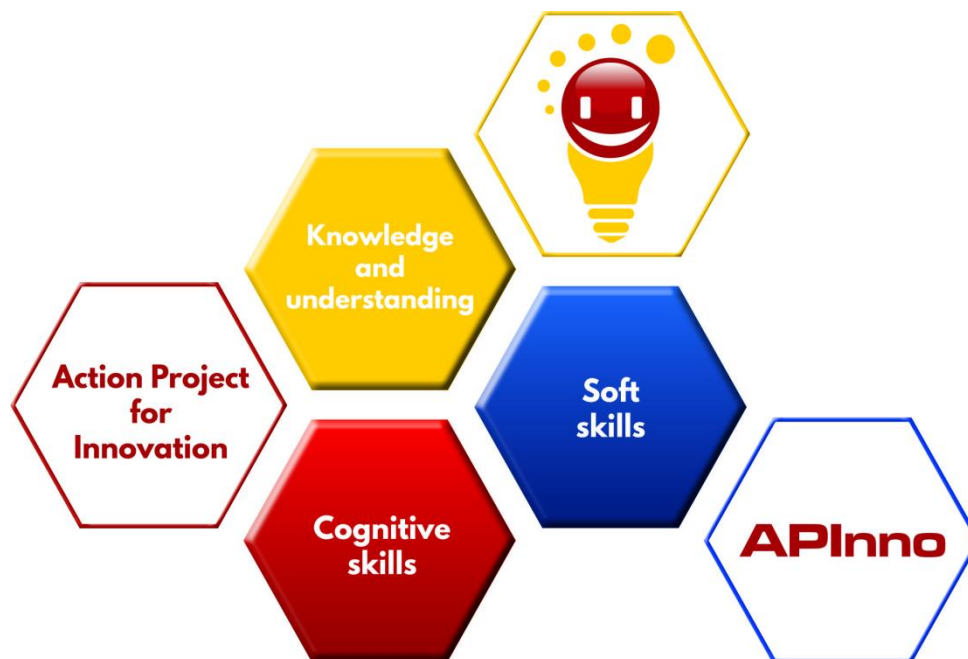 Knowledge
and
understanding
Action Project
for
Innovation
Soft
skills
Cognitive
skills
APInno